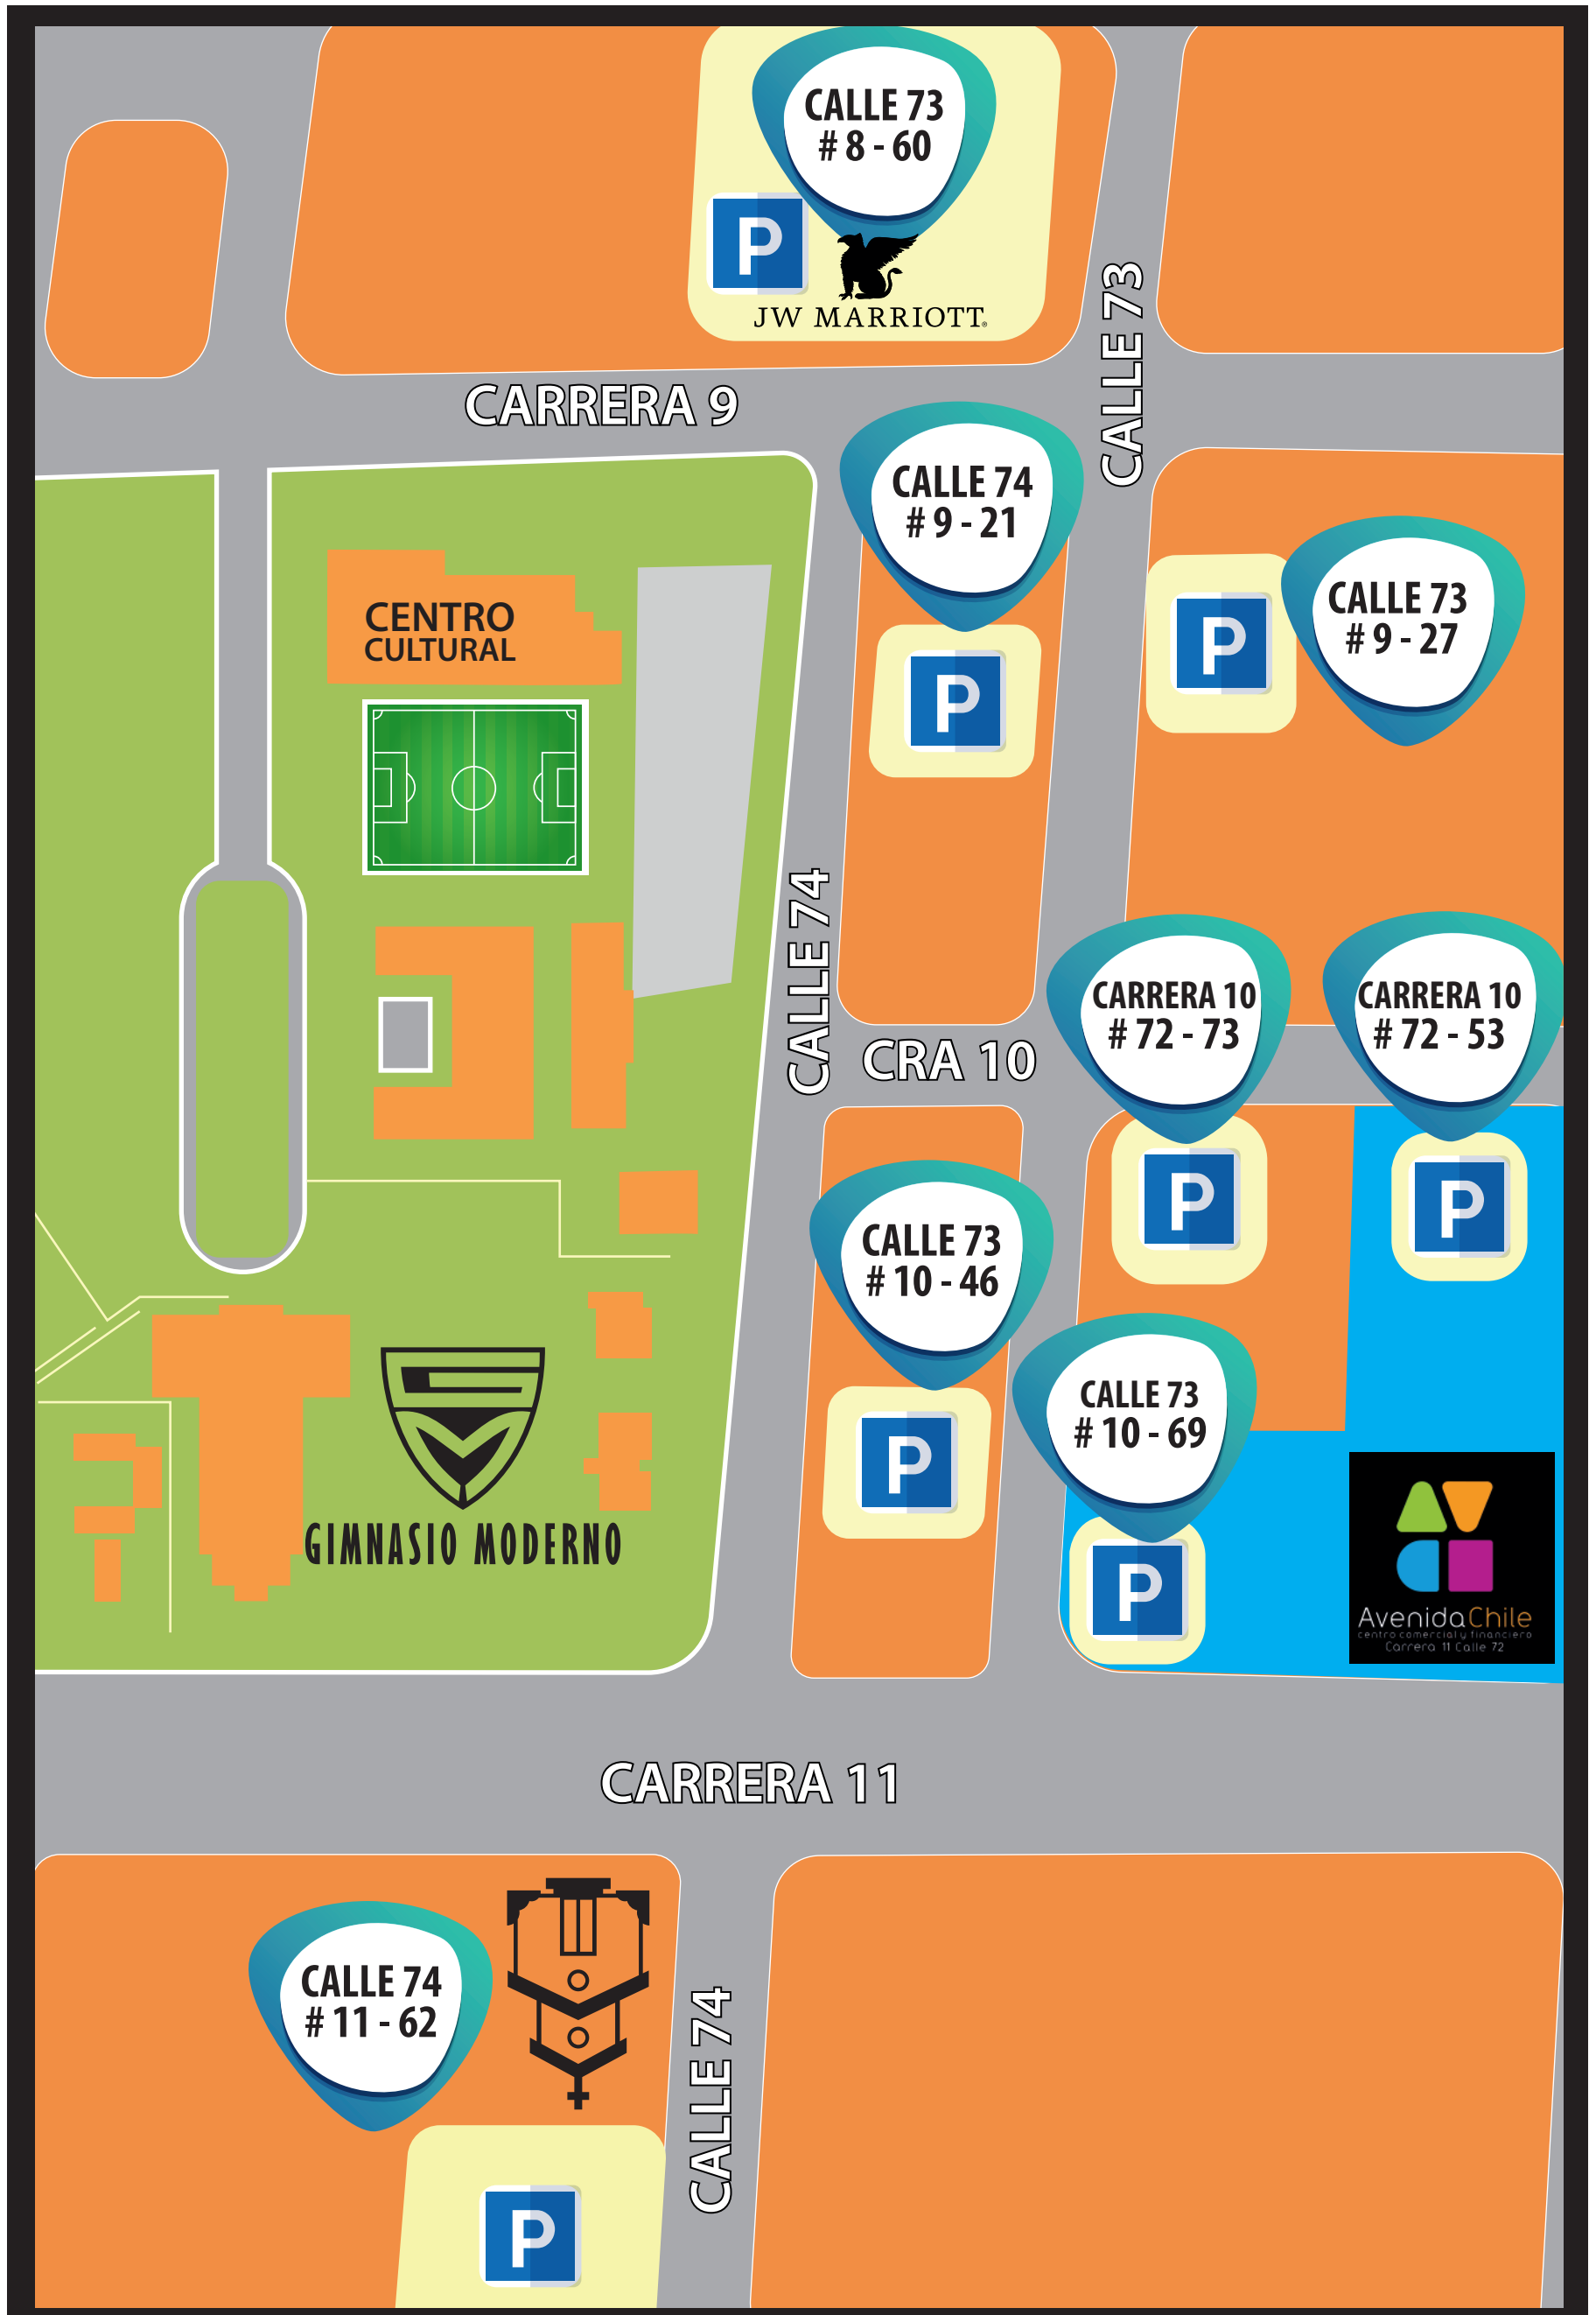 CALLE 73
# 8 - 60
P
JW MARRIOTT®
CALLE 73
CARRERA 9
CALLE 74
# 9 - 21
CALLE 73
# 9 - 27
CENTRO
CULTURAL
P
P
CALLE 74
CARRERA 10
# 72 - 73
CARRERA 10
# 72 - 53
CRA 10
P
P
CALLE 73
# 10 - 46
CALLE 73
# 10 - 69
P
GIMNASIO MODERNO
P
AvenidaChile
centro comercial y financiero
Carrera 11 Calle 72
CARRERA 11
CALLE 74
# 11 - 62
CALLE 74
P